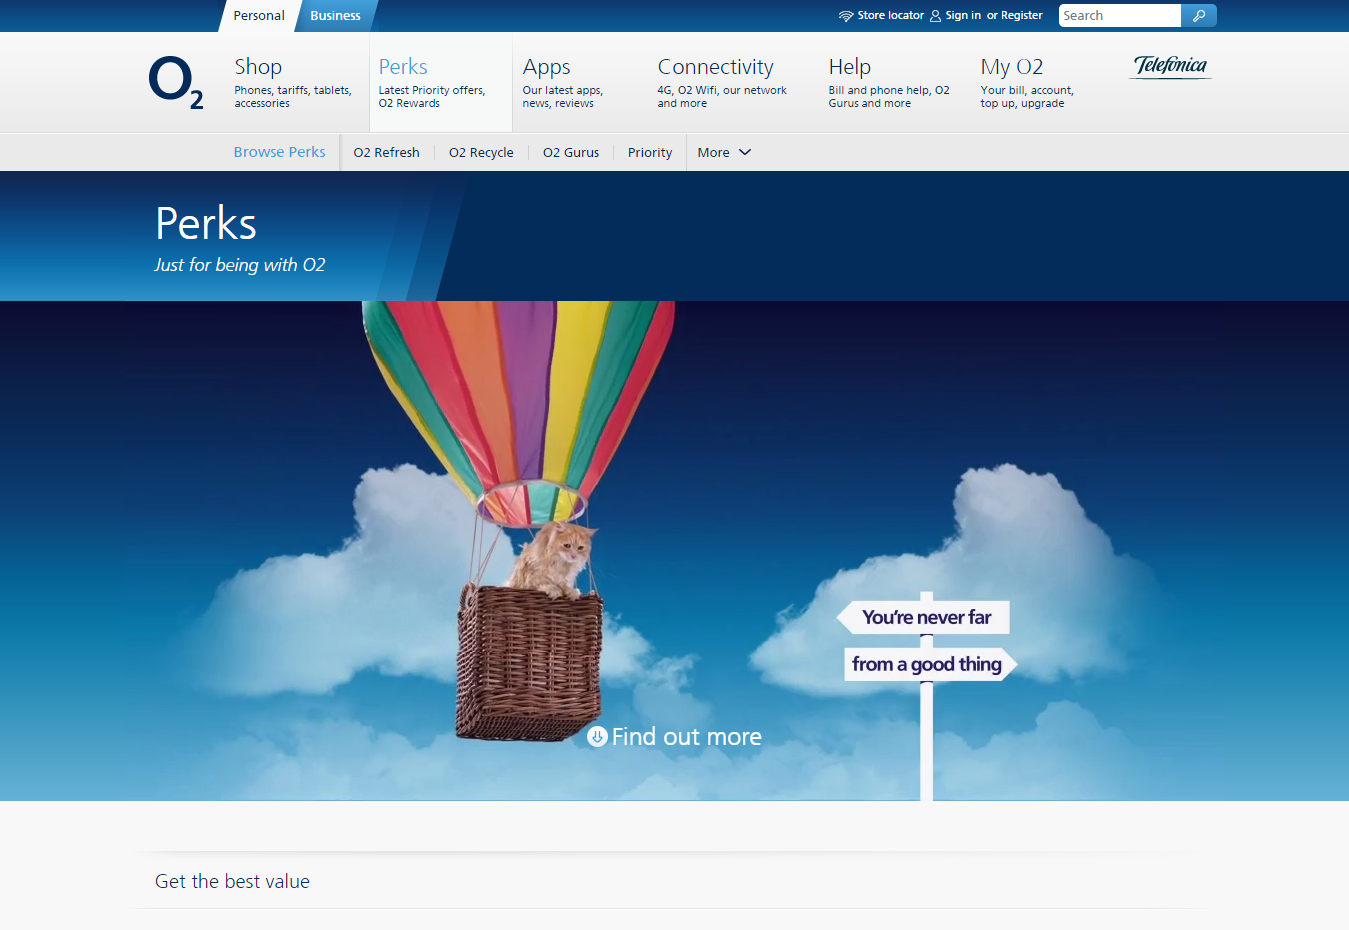 Personal
Business
Store locator
Sign in or Register
Search
O2
Shop
Phones, tariffs, tablets,
accessories
Perks
Latest Priority offers,
O2 Rewards
Apps
Our latest apps,
news, reviews
Connectivity
4G, O2 Wifi, our network
and more
Help
Bill and phone help, O2
Gurus and more
My O2
Your bill, account,
top up, upgrade
Telefónica
Browse Perks
O2 Refresh
O2 Recycle
O2 Gurus
Priority
More
Perks
Just for being with O2
You're never far
from a good thing
Find out more
Get the best value